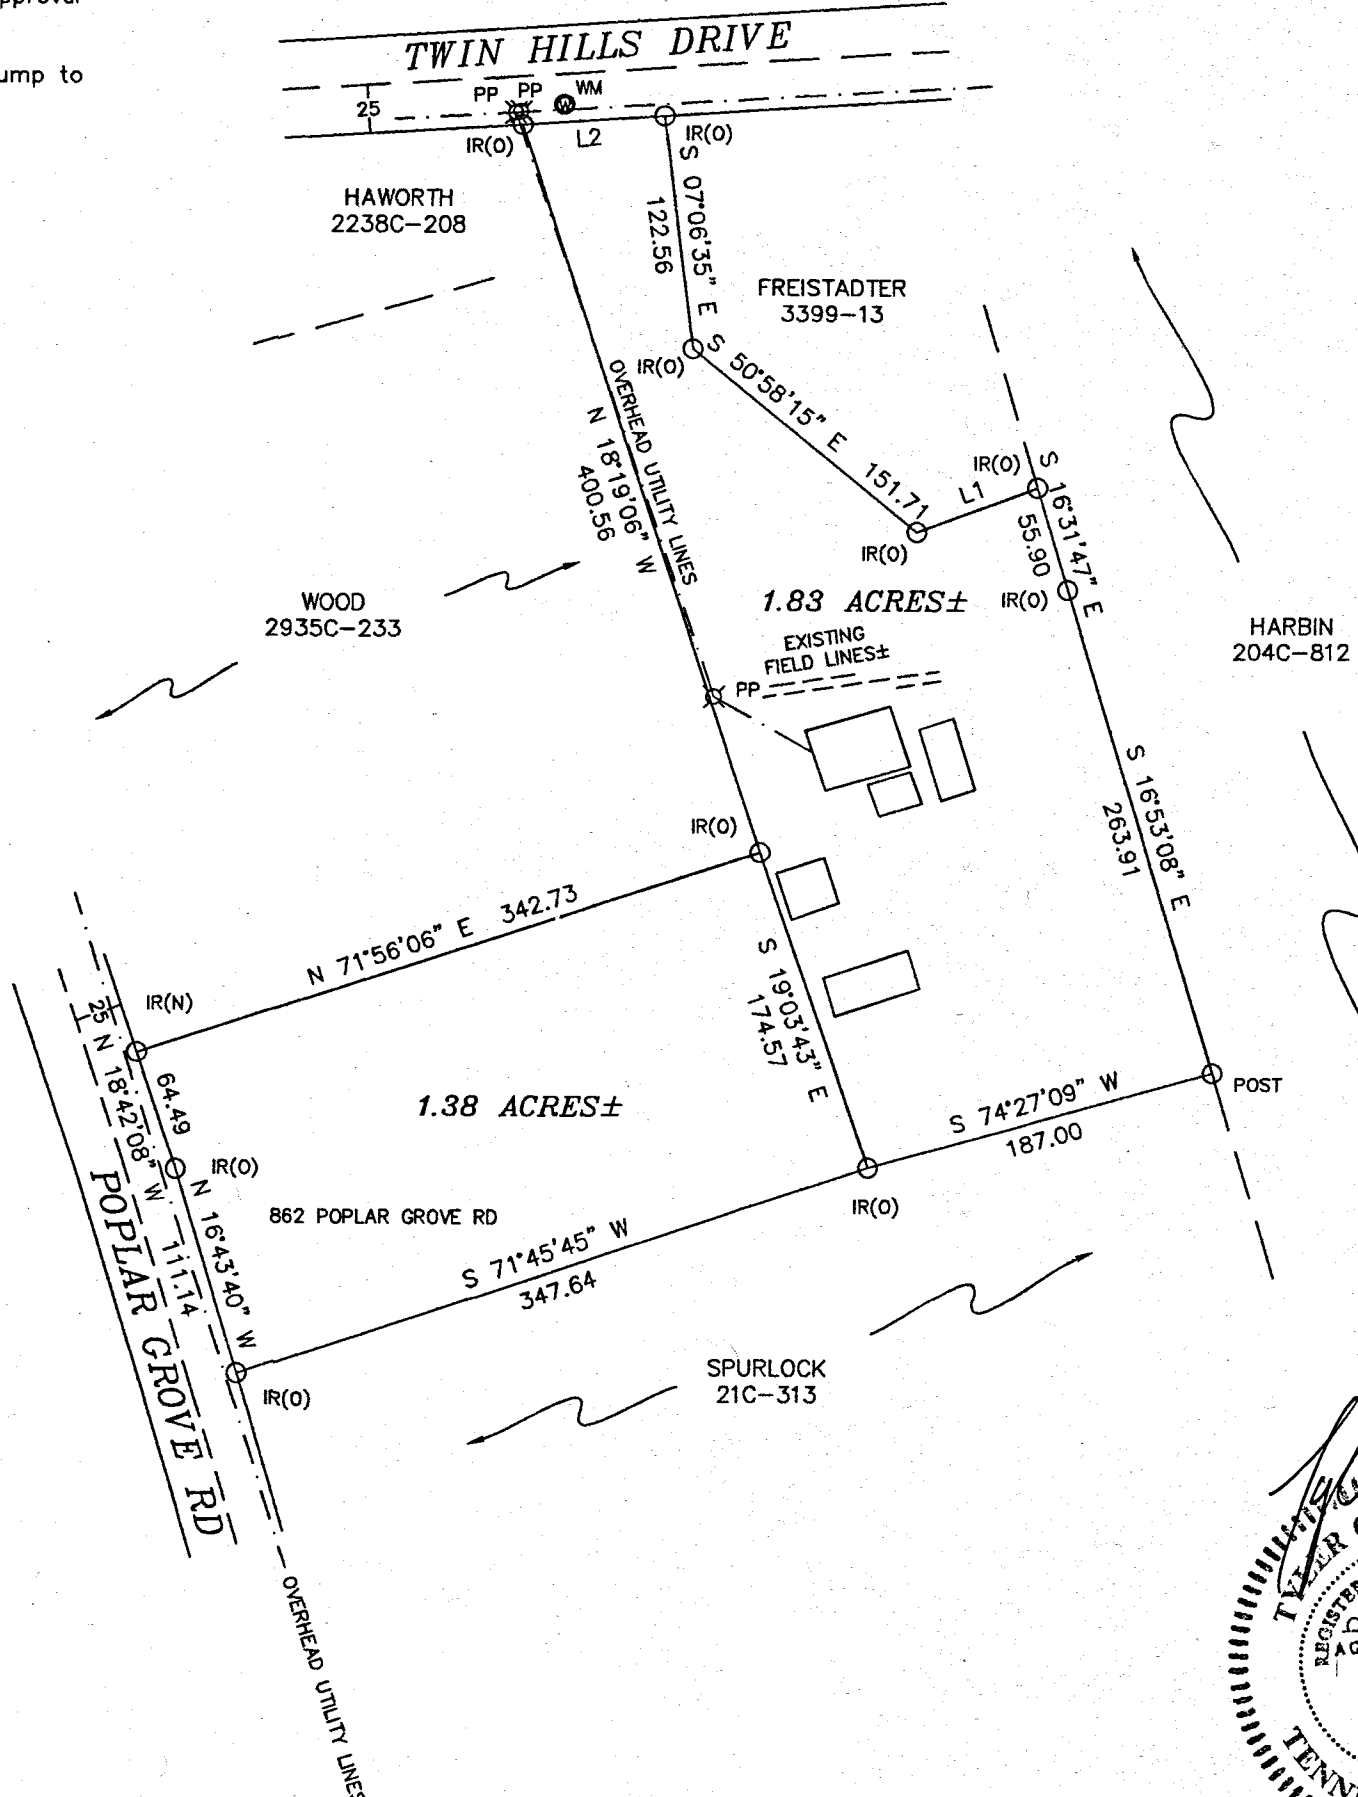 ump to
TWIN HILLS DRIVE
25
PP
PP
WM
W
IR(O)
L2
IR(O)
HAWORTH
2238C-208
S 07°06'35" E
122.56
FREISTADTER
3399-13
IR(O)
S 50°58'15" E 151.71
OVERHEAD UTILITY LINES
N 18°19'06" W
400.56
IR(O)
L1
IR(O)
S 16°31'47" E
55.90
IR(O)
1.83 ACRES±
WOOD
2935C-233
HARBIN
204C-812
EXISTING
FIELD LINES±
PP
S 16°53'08" E
263.91
IR(O)
N 71°56'06" E 342.73
S 19°03'43" E
174.57
IR(N)
25
N 18°42'08" W
64.49
1.38 ACRES±
S 74°27'09" W
187.00
POST
IR(O)
IR(O)
862 POPLAR GROVE RD
N 16°43'40" W
111.14
S 71°45'45" W
347.64
POPLAR GROVE RD
IR(O)
SPURLOCK
21C-313
OVERHEAD UTILITY LINES
TYLER